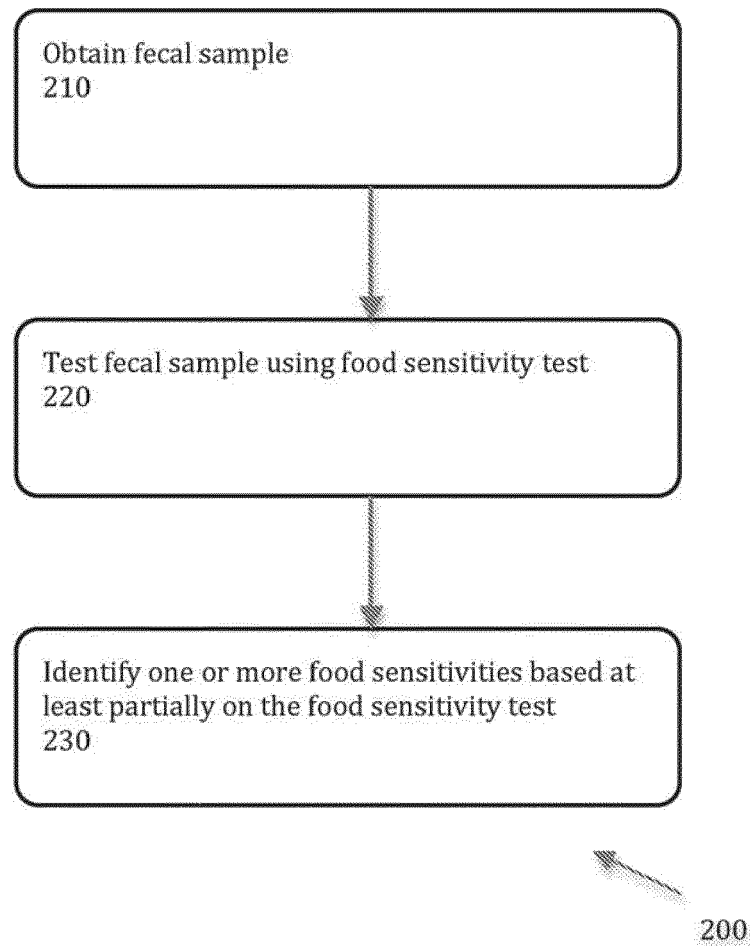 Obtain fecal sample
210
Test fecal sample using food sensitivity test
220
Identify one or more food sensitivities based at
least partially on the food sensitivity test
230
200